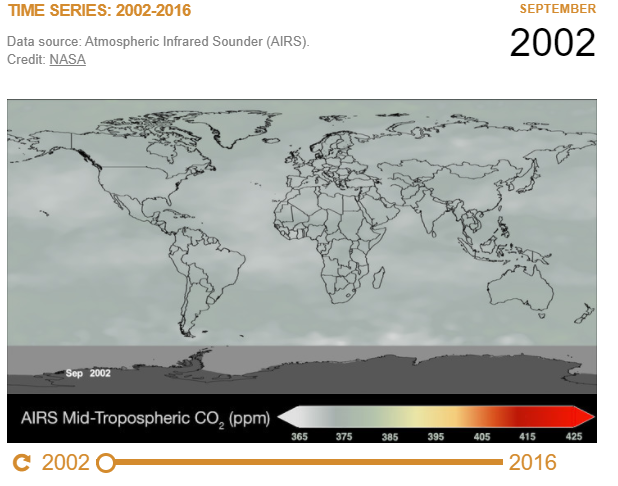 TIME SERIES: 2002-2016
SEPTEMBER
2002
Data source: Atmospheric Infrared Sounder (AIRS).
Credit: NASA
Sep 2002
AIRS Mid-Tropospheric CO₂ (ppm)
365 375 385 395 405 415 425
2002 2016